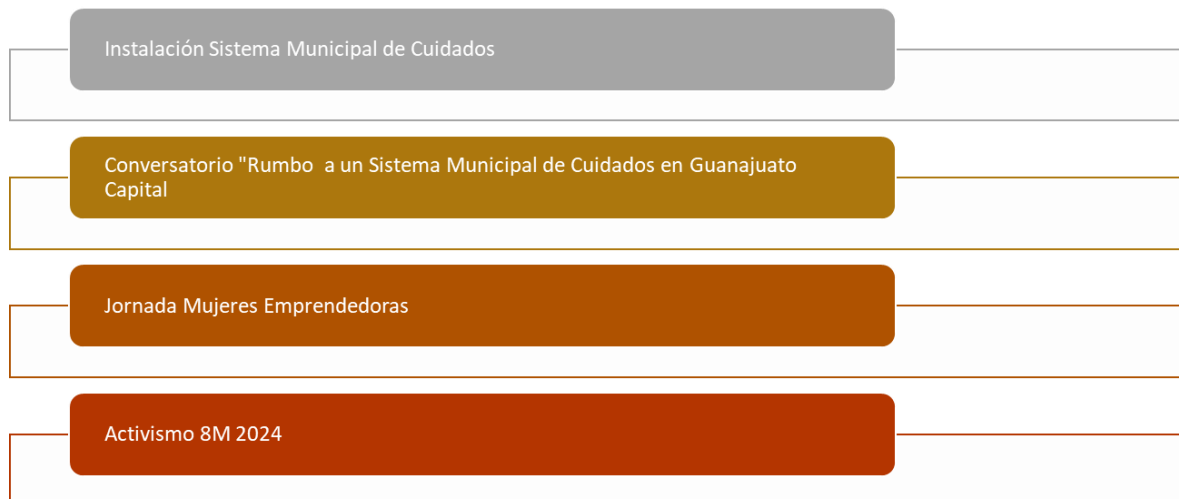 Instalación Sistema Municipal de Cuidados
Conversatorio "Rumbo  a un Sistema Municipal de Cuidados en Guanajuato
Capital
Jornada Mujeres Emprendedoras
Activismo 8M 2024